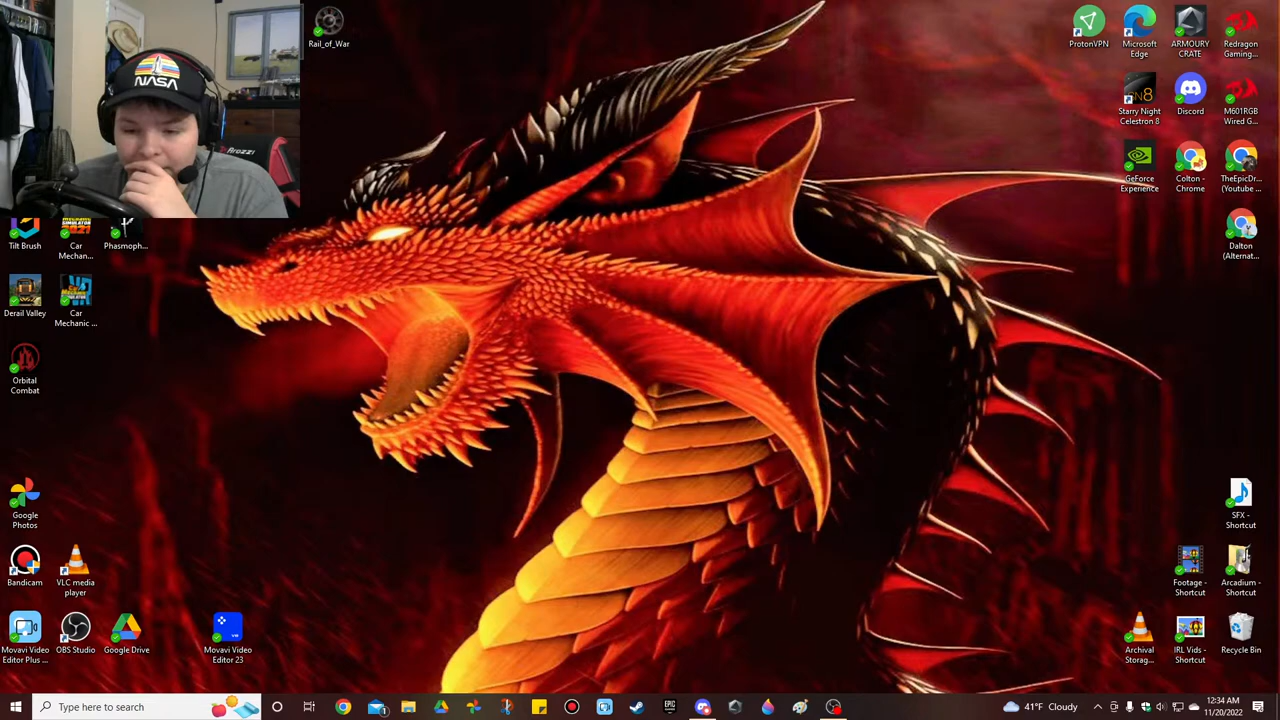 NASA
Arozzi
Rail_of_War
ProtonVPN
Microsoft
Edge
ARMOURY
CRATE
Redragon
Gaming...
Starry Night
Celestron 8
Discord
M601RGB
Wired G...
GeForce
Experience
Colton -
Chrome
TheEpicDr...
(Youtube ...
Dalton
(Alternat...
Tilt Brush
Car
Mechan...
Phasmoph...
Derail Valley
Car
Mechanic ...
Orbital
Combat
Google
Photos
SFX -
Shortcut
Bandicam
VLC media
player
Footage -
Shortcut
Arcadium -
Shortcut
Movavi Video
Editor Plus ...
OBS Studio
Google Drive
Movavi Video
Editor 23
Archival
Storag...
IRL Vids -
Shortcut
Recycle Bin
Type here to search
EPIC
41°F Cloudy
12:34 AM
11/20/2022